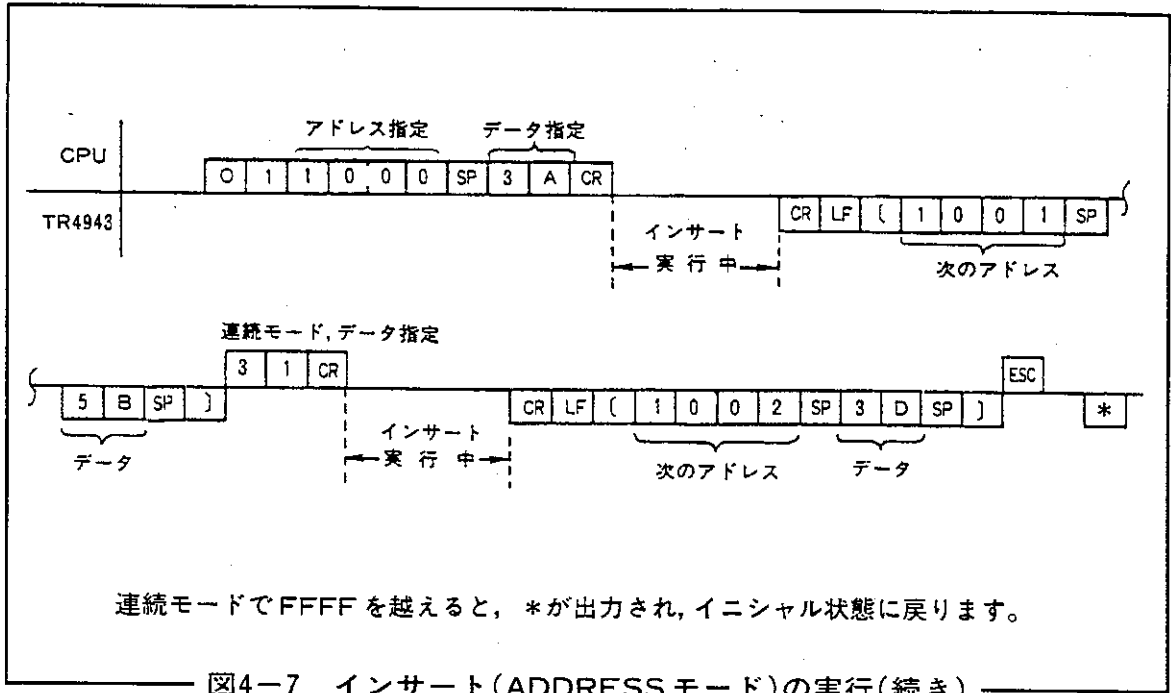 アドレス指定 データ指定
CPU
O 1 1 0 0 0 SP 3 A CR
TR4943
CR LF [ 1 0 0 1 SP
インサート
実行中
次のアドレス
連続モード,データ指定
3 1 CR
ESC
5 B SP ]
CR LF [ 1 0 0 2 SP 3 D SP ]
*
データ
インサート
実行中
次のアドレス
データ
連続モードでFFFFを越えると, *が出力され,イニシャル状態に戻ります。
図4-7 インサート(ADDRESSモード)の実行(続き)